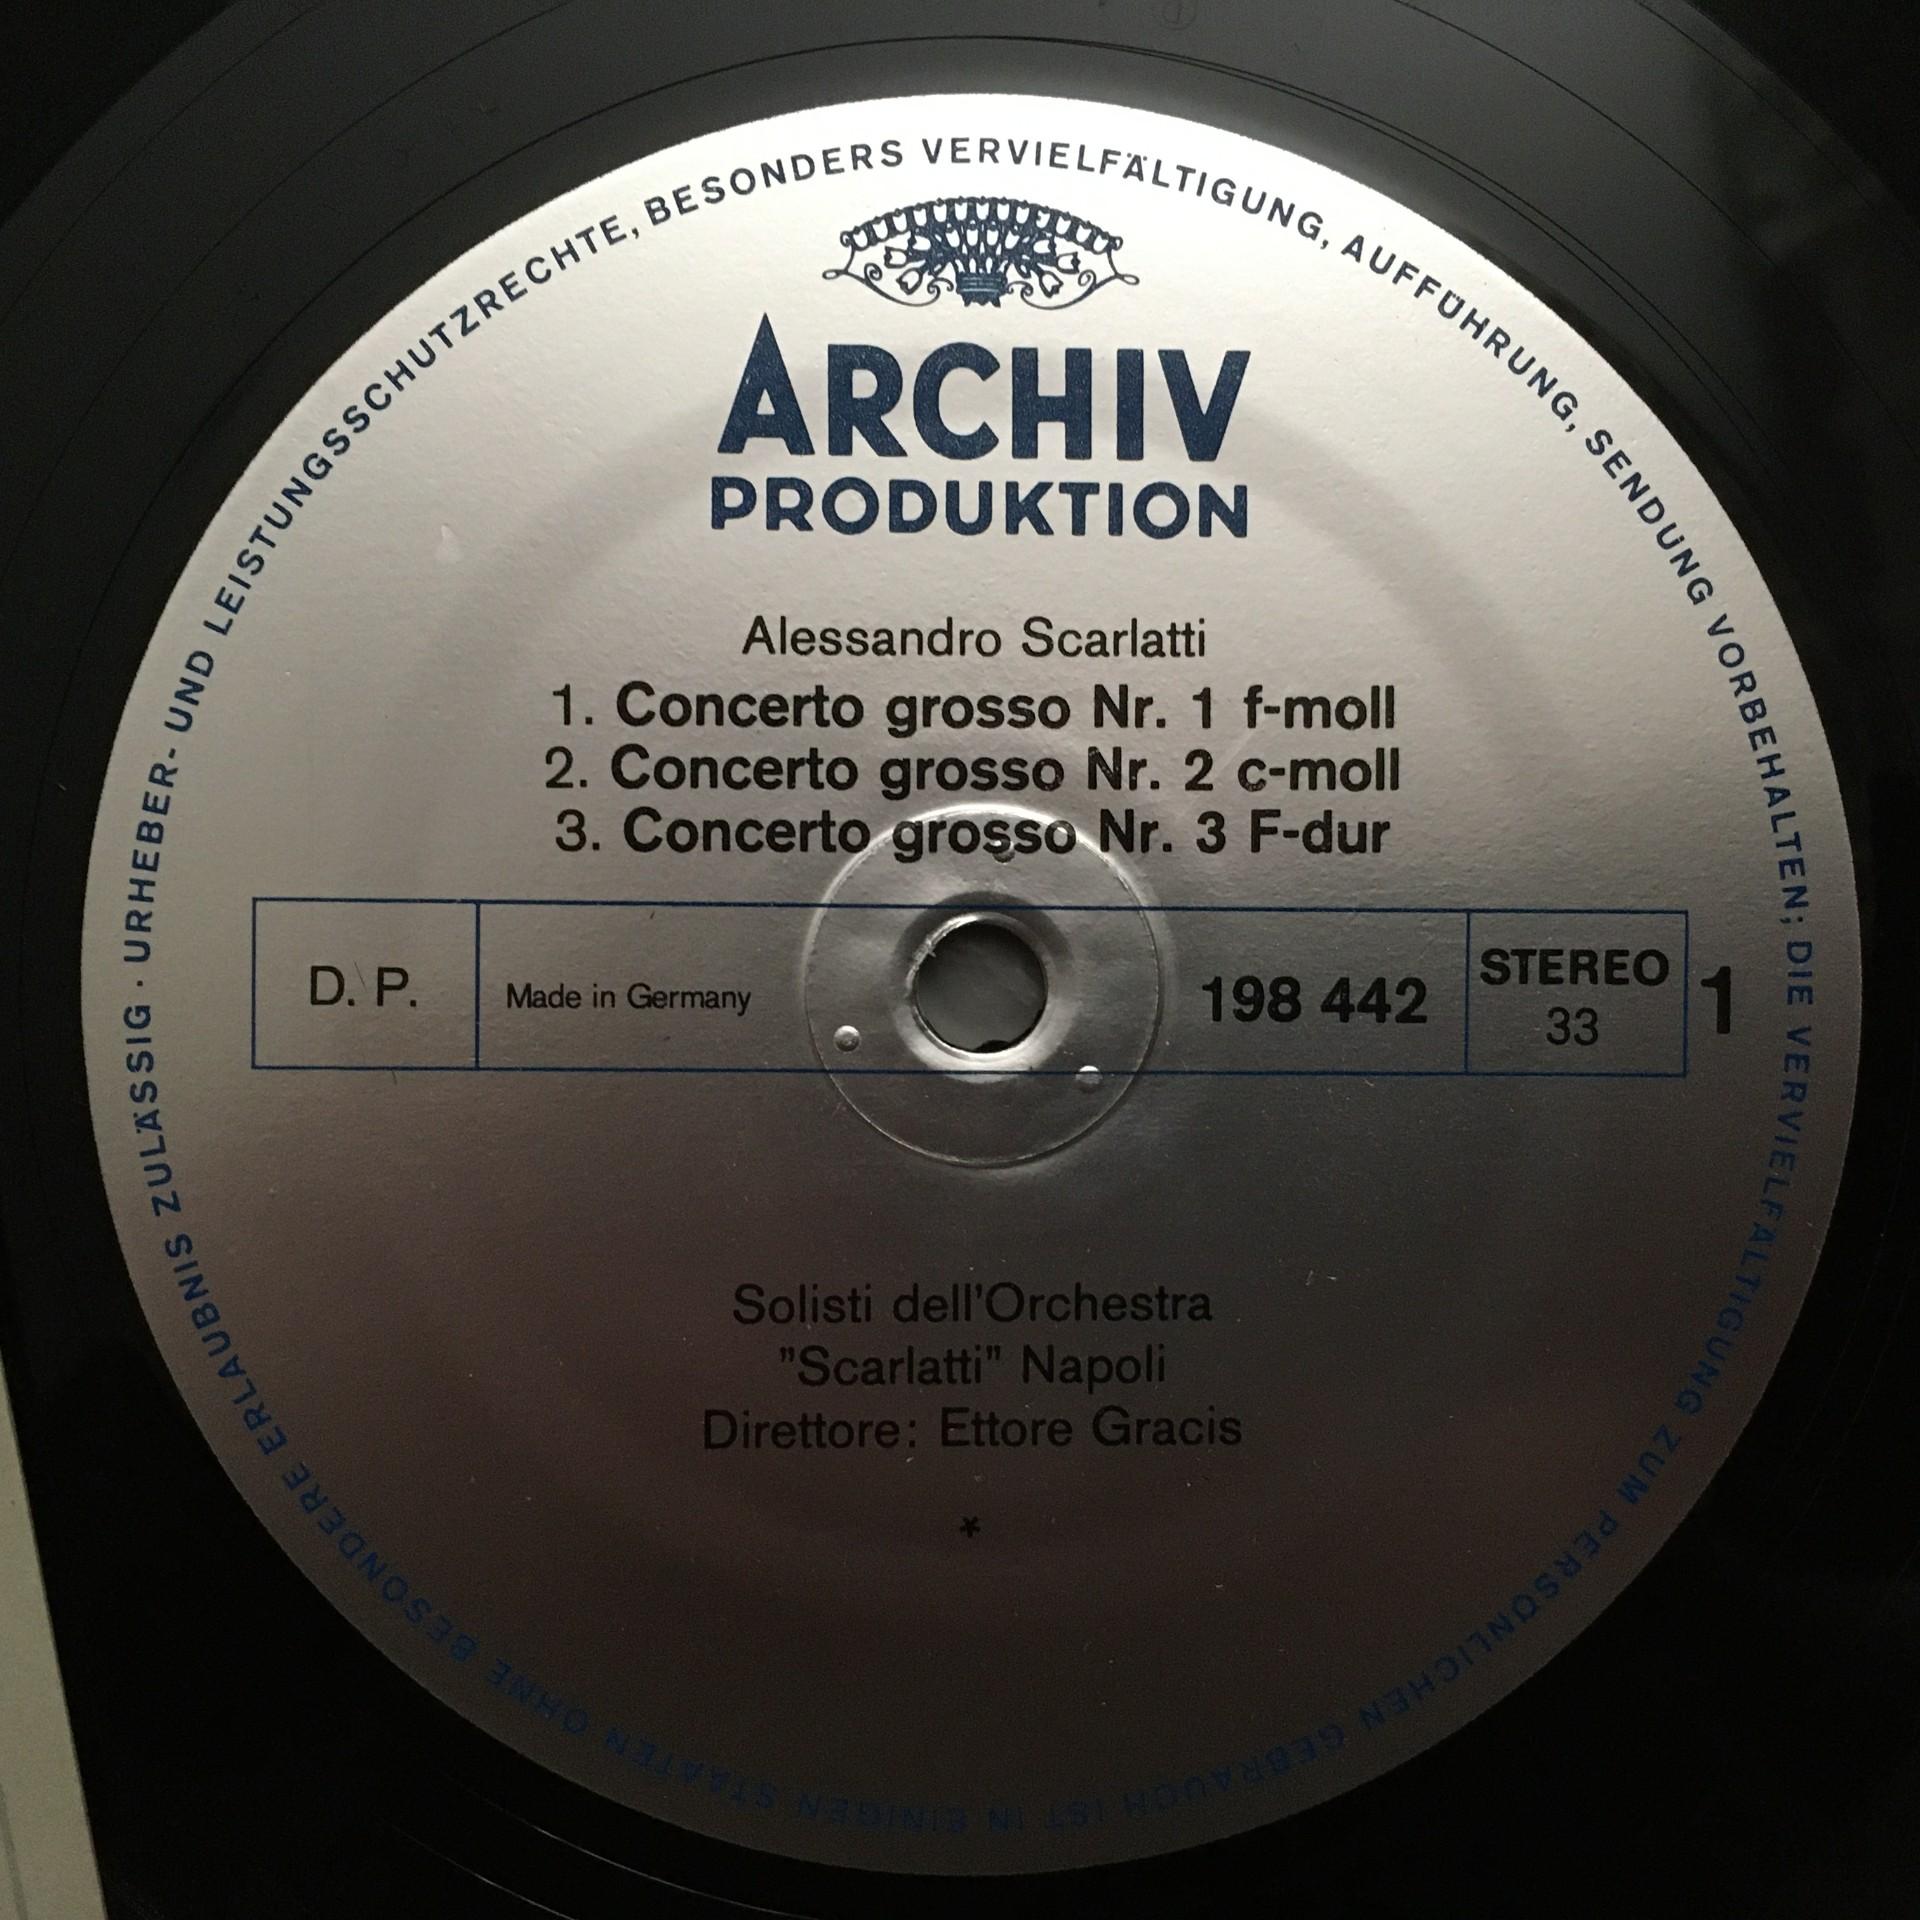 URHEBER- UND LEISTUNGSSCHUTZRECHTE, BESONDERS VERVIELFÄLTIGUNG, AUFFÜHRUNG, SENDUNG VORBEHALTEN; DIE VERVIELFÄLTIGUNG ZUM PERSÖNLICHEN GEBRAUCH IST IN EINIGEN STAATEN OHNE BESONDERE ERLAUBNIS ZULÄSSIG ·
ARCHIV
PRODUKTION
Alessandro Scarlatti
1. Concerto grosso Nr. 1 f-moll
2. Concerto grosso Nr. 2 c-moll
3. Concerto grosso Nr. 3 F-dur
D. P.
Made in Germany
198 442
STEREO
33
1
Solisti dell'Orchestra
"Scarlatti" Napoli
Direttore: Ettore Gracis
*